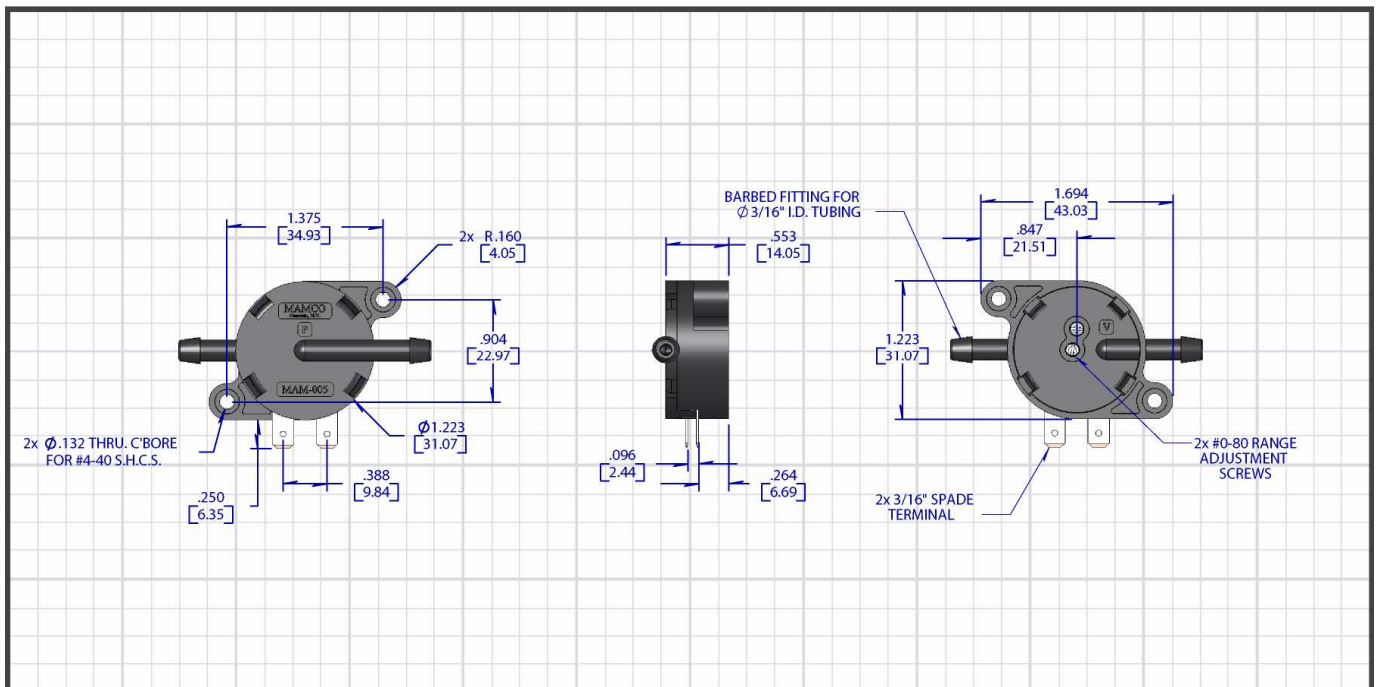 1.375
[34.93]
2x R.160
[4.05]
MAMCO
P
.904
[22.97]
MAM-005
2x Ø.132 THRU. C'BORE
FOR #4-40 S.H.C.S.
Ø1.223
[31.07]
.388
[9.84]
.250
[6.35]
.553
[14.05]
.096
[2.44]
.264
[6.69]
BARBED FITTING FOR
Ø 3/16" I.D. TUBING
1.694
[43.03]
.847
[21.51]
V
1.223
[31.07]
2x #0-80 RANGE
ADJUSTMENT
SCREWS
2x 3/16" SPADE
TERMINAL